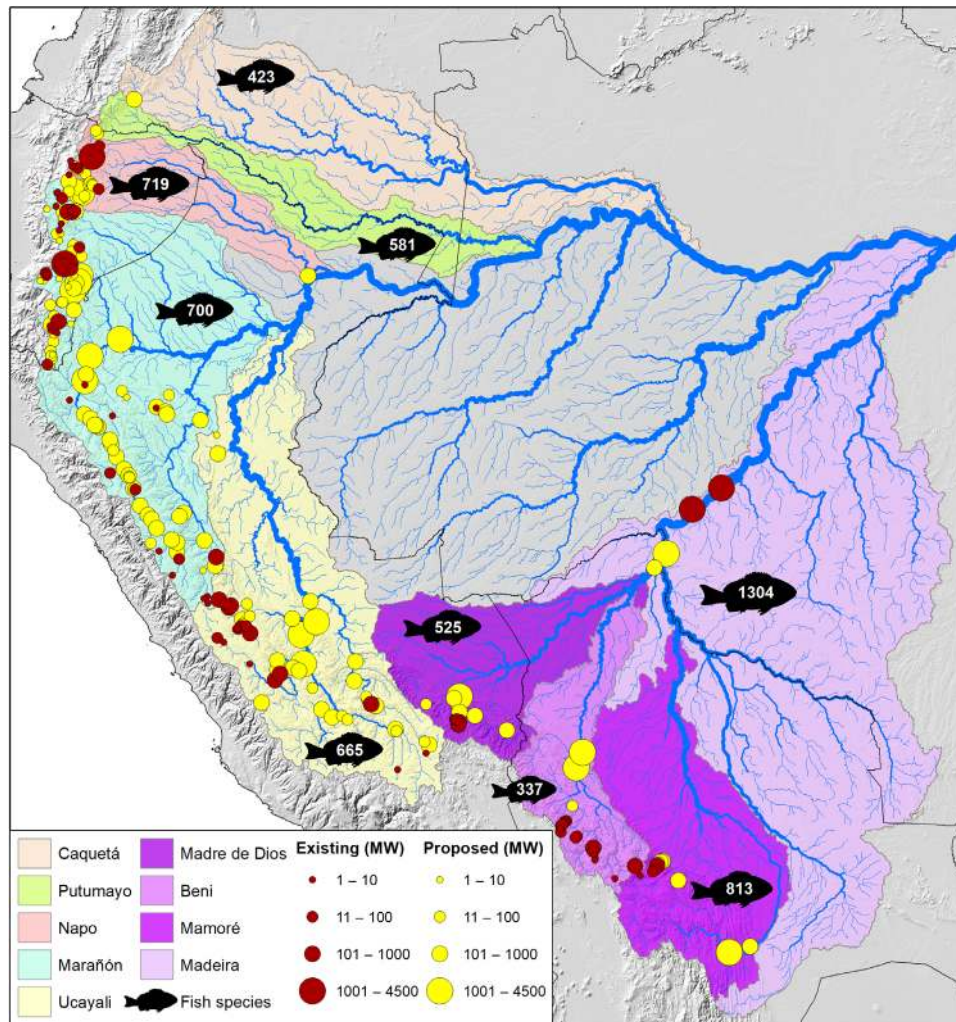 423
719
581
700
1304
525
665
337
813
Caquetá
Putumayo
Napo
Marañón
Ucayali
Madre de Dios
Beni
Mamoré
Madeira
Fish species
Existing (MW)
1 – 10
11 – 100
101 – 1000
1001 – 4500
Proposed (MW)
1 – 10
11 – 100
101 – 1000
1001 – 4500